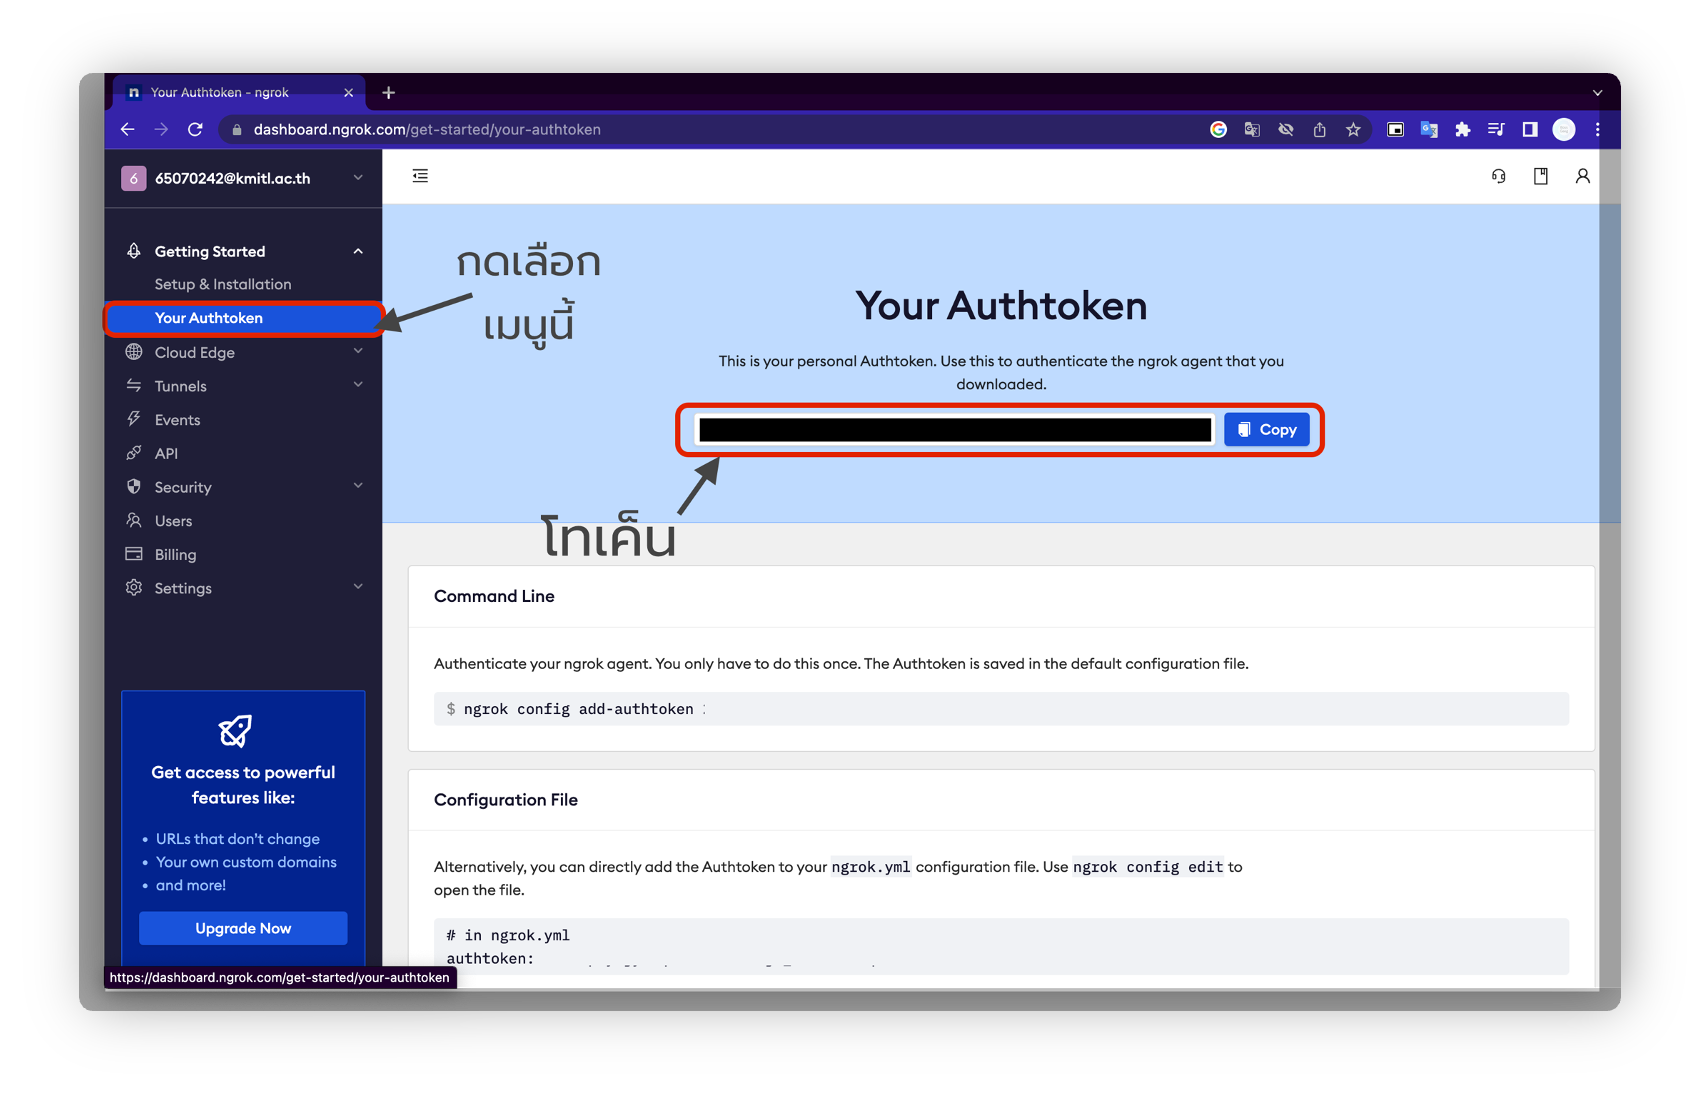 Your Authtoken - ngrok
dashboard.ngrok.com/get-started/your-authtoken
6 65070242@kmitl.ac.th
Getting Started
Setup & Installation
Your Authtoken
Cloud Edge
Tunnels
Events
API
Security
Users
Billing
Settings
Get access to powerful
features like:
• URLs that don't change
• Your own custom domains
• and more!
Upgrade Now
https://dashboard.ngrok.com/get-started/your-authtoken
กดเลือก
เมนูนี้
Your Authtoken
This is your personal Authtoken. Use this to authenticate the ngrok agent that you
downloaded.
Copy
โทเค็น
Command Line
Authenticate your ngrok agent. You only have to do this once. The Authtoken is saved in the default configuration file.
$ ngrok config add-authtoken
Configuration File
Alternatively, you can directly add the Authtoken to your ngrok.yml configuration file. Use ngrok config edit to
open the file.
# in ngrok.yml
authtoken: